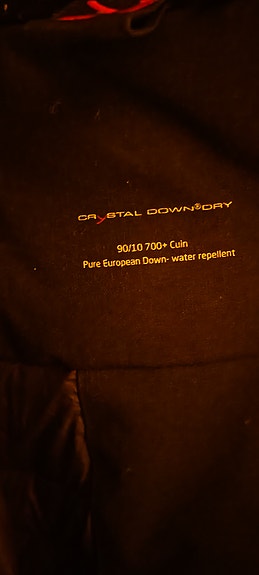 CRySTAL DOWN®DRY
90/10 700+ Cuin
Pure European Down- water repellent